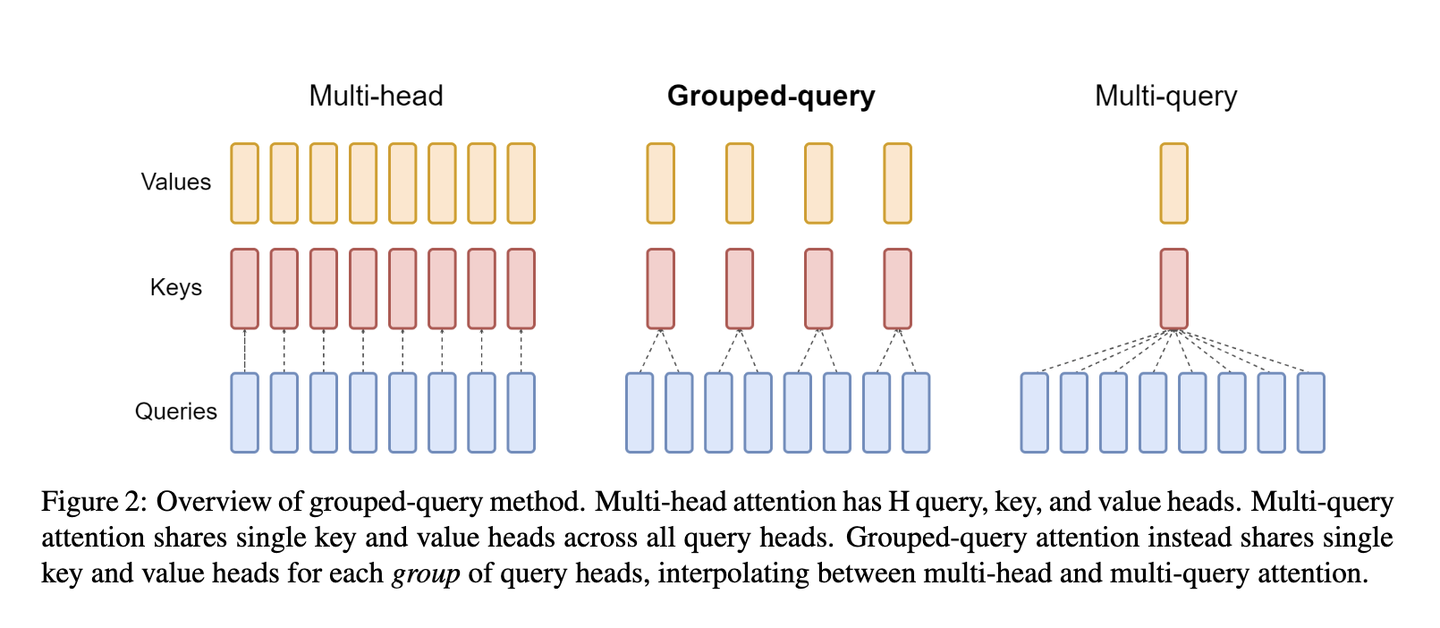 Multi-head
Grouped-query
Multi-query
Values
Keys
Queries
Figure 2: Overview of grouped-query method. Multi-head attention has H query, key, and value heads. Multi-query
attention shares single key and value heads across all query heads. Grouped-query attention instead shares single
key and value heads for each group of query heads, interpolating between multi-head and multi-query attention.